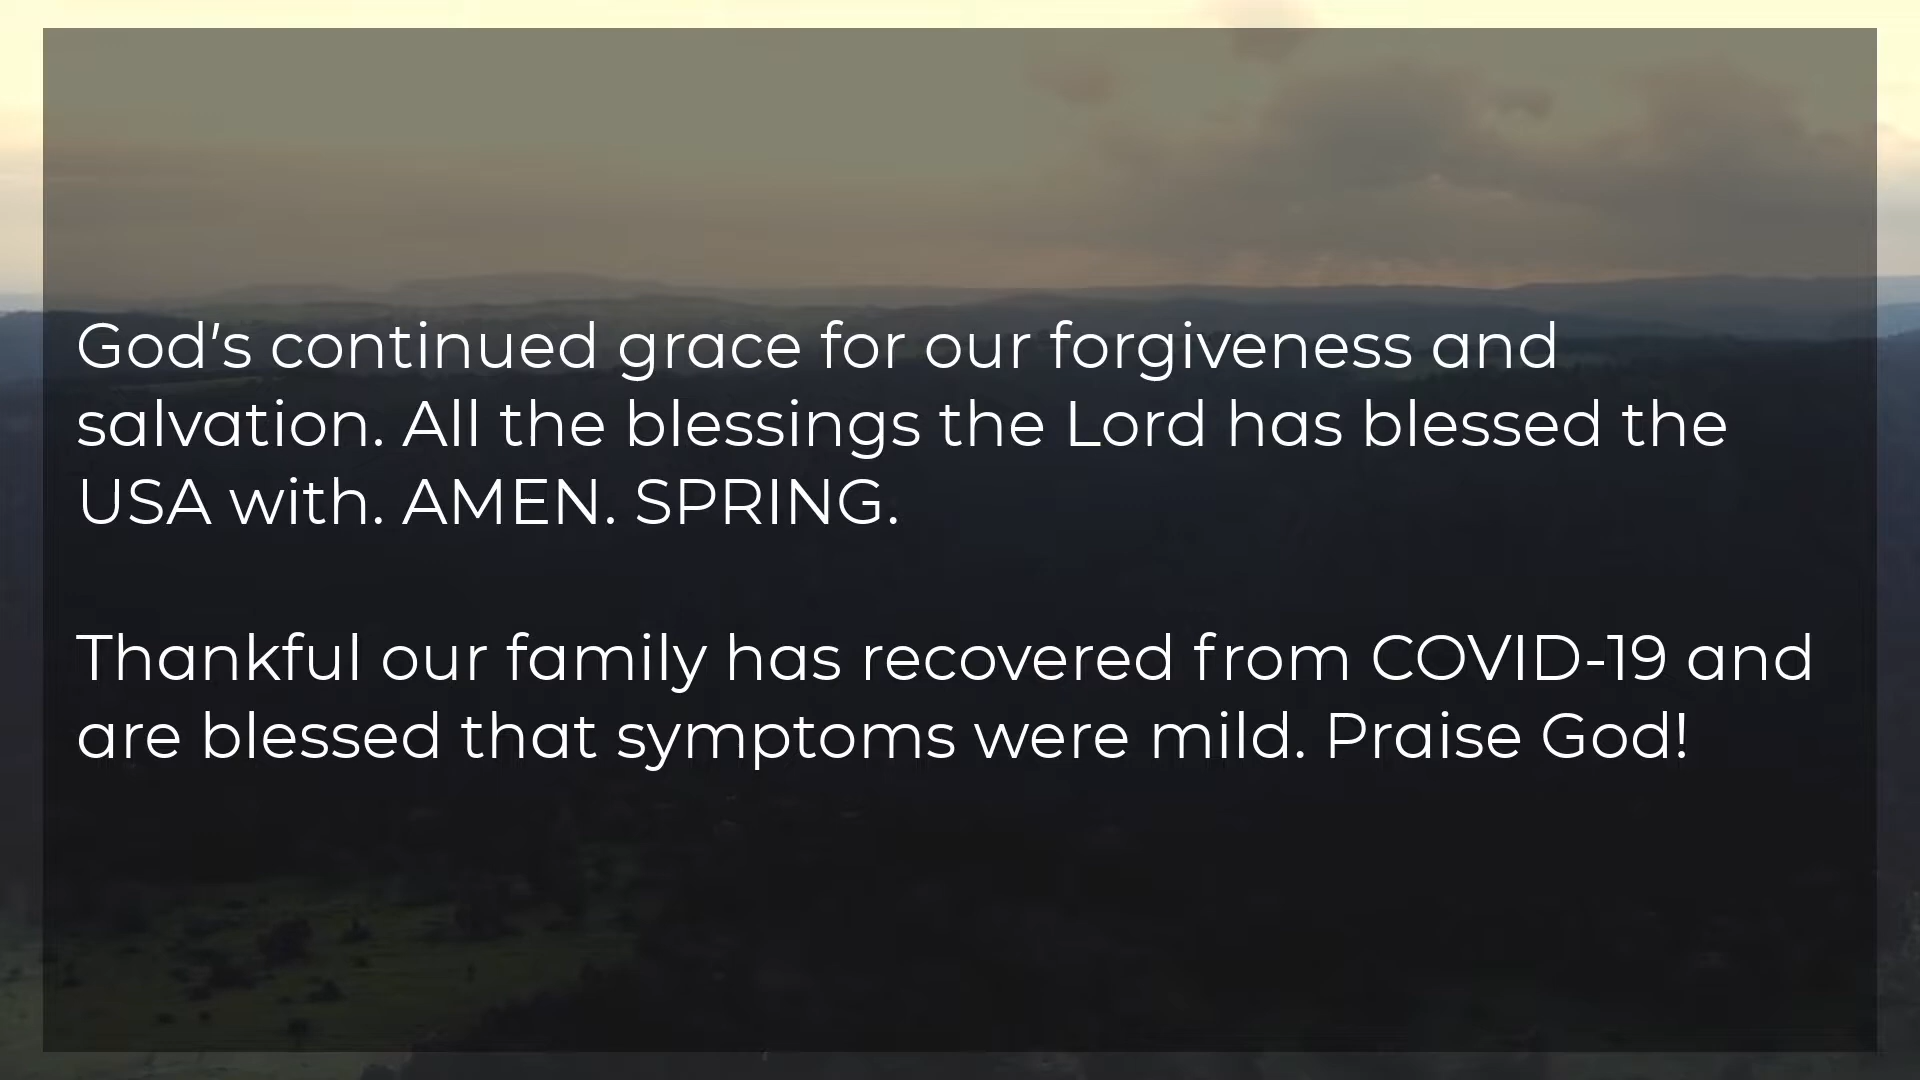 God's continued grace for our forgiveness and
salvation. All the blessings the Lord has blessed the
USA with. AMEN. SPRING.
Thankful our family has recovered from COVID-19 and
are blessed that symptoms were mild. Praise God!